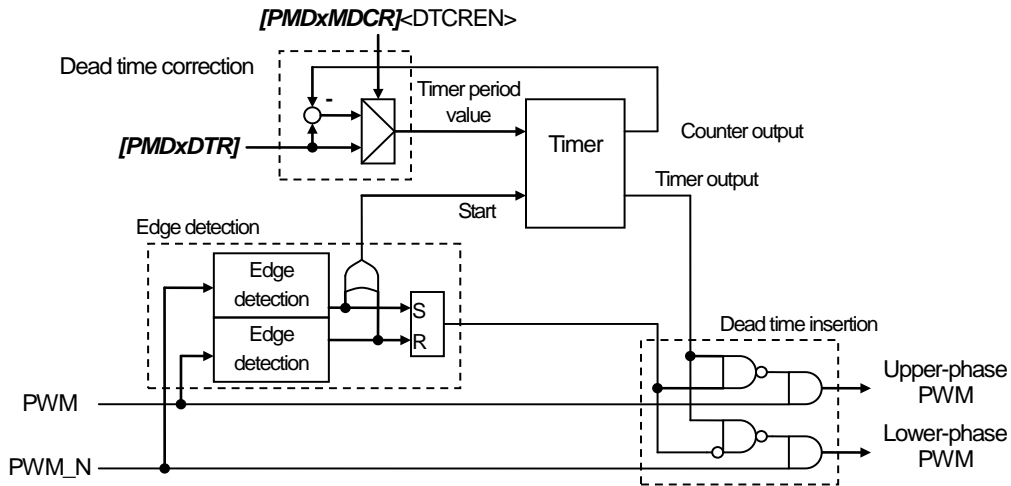 [PMDxMDCR]<DTCREN>
Dead time correction
-
Timer period
value
[PMDxDTR]
Timer
Counter output
Timer output
Start
Edge detection
Edge
detection
Edge
detection
S
R
Dead time insertion
Upper-phase
PWM
PWM
Lower-phase
PWM
PWM_N